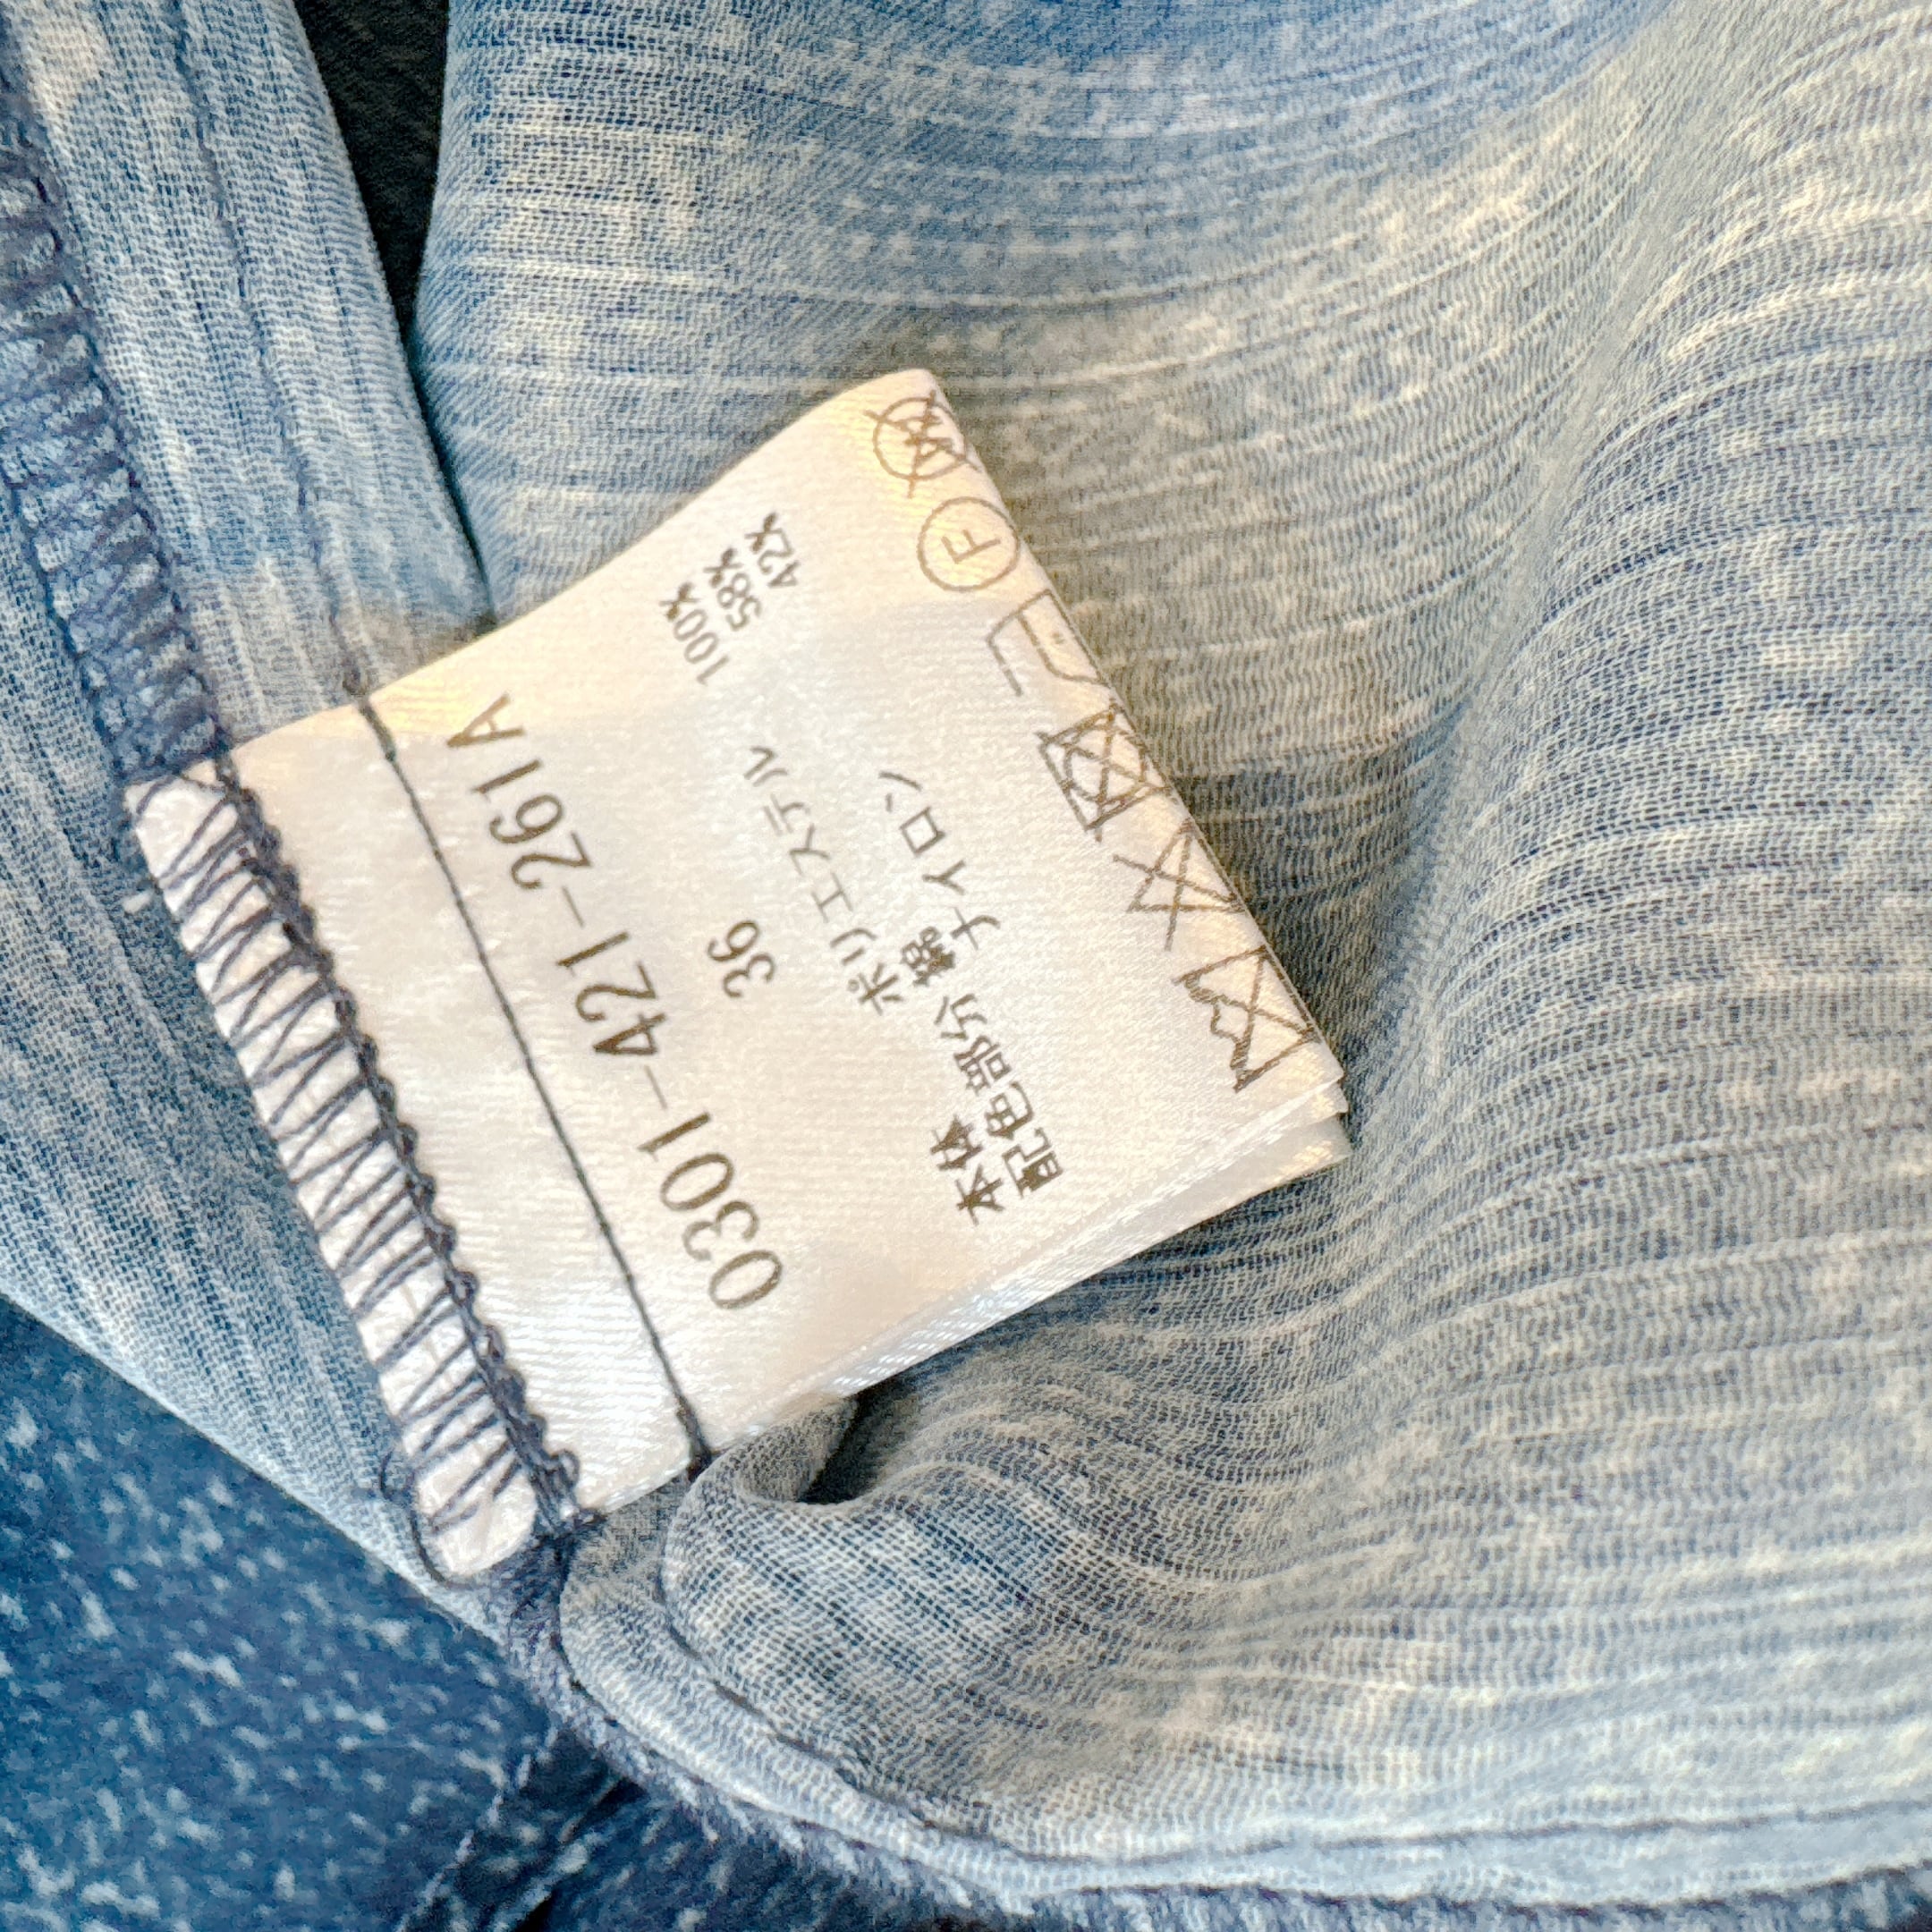 0301-421-261A
36
本体 ポリエステル 100%
配色部分 綿 58%
ナイロン 42%
F
W